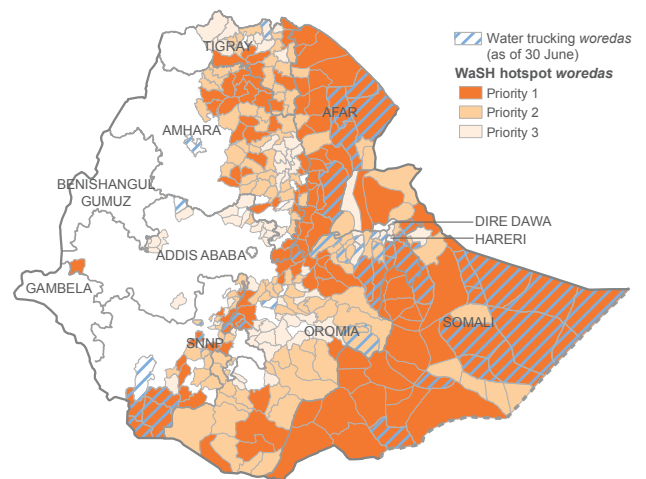 Water trucking woredas
(as of 30 June)
WaSH hotspot woredas
Priority 1
Priority 2
Priority 3
TIGRAY
AFAR
AMHARA
BENISHANGUL
GUMUZ
DIRE DAWA
HARERI
ADDIS ABABA
GAMBELA
SOMALI
OROMIA
SNNP